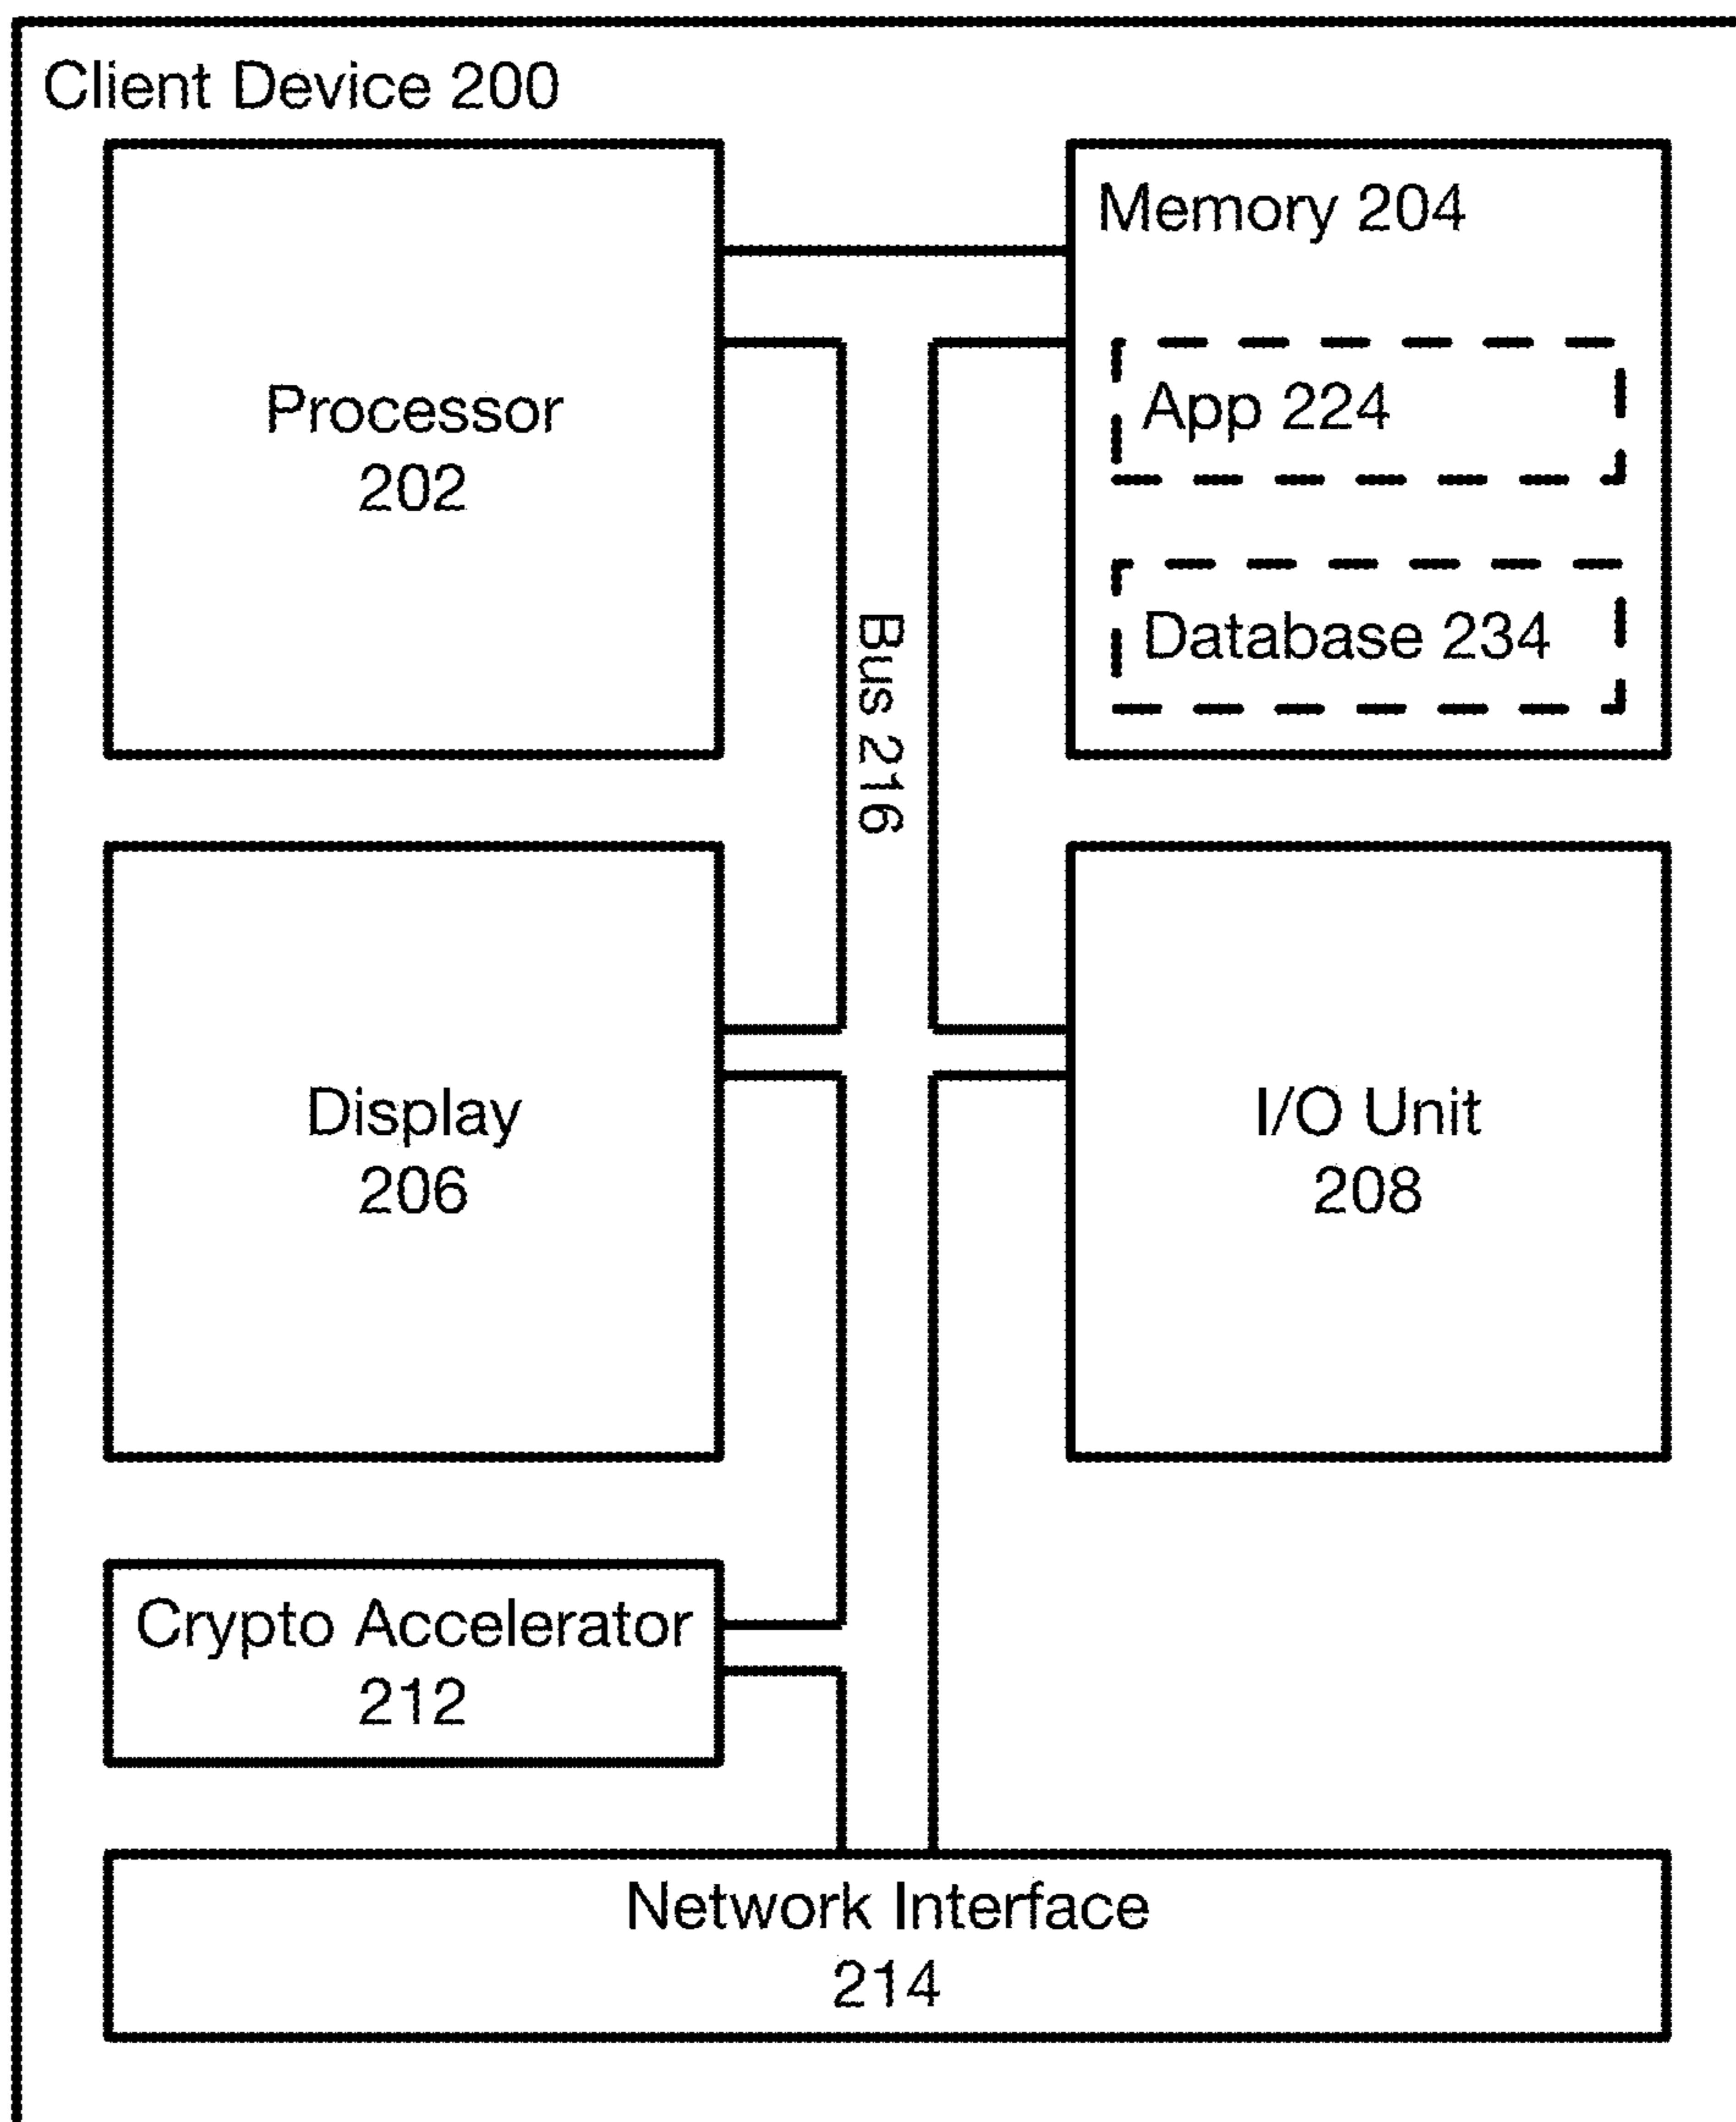 Client Device 200
Processor
202
Memory 204
App 224
Database 234
Bus 216
Display
206
I/O Unit
208
Crypto Accelerator
212
Network Interface
214